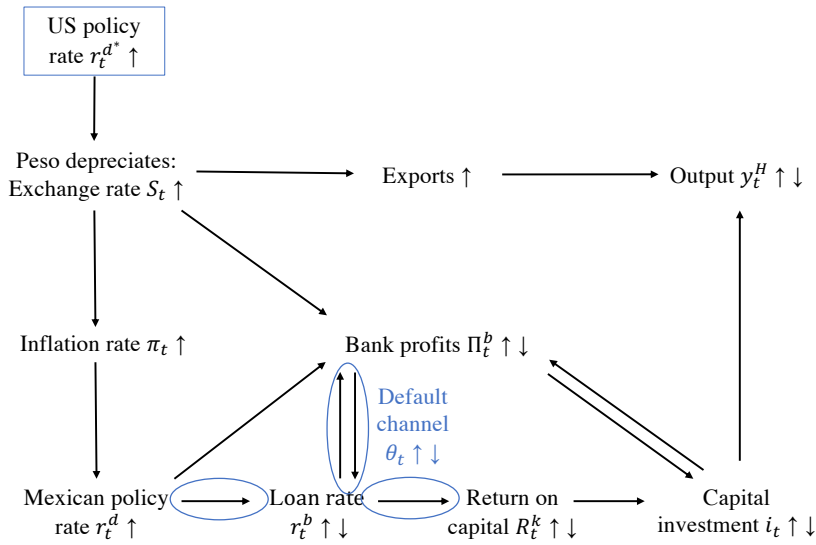 US policy
rate r_t^{d*} ↑
Peso depreciates:
Exchange rate S_t ↑
Exports ↑
Output y_t^H ↑↓
Inflation rate π_t ↑
Bank profits Π_t^b ↑↓
Default
channel
θ_t ↑↓
Mexican policy
rate r_t^d ↑
Loan rate
r_t^b ↑↓
Return on
capital R_t^k ↑↓
Capital
investment i_t ↑↓